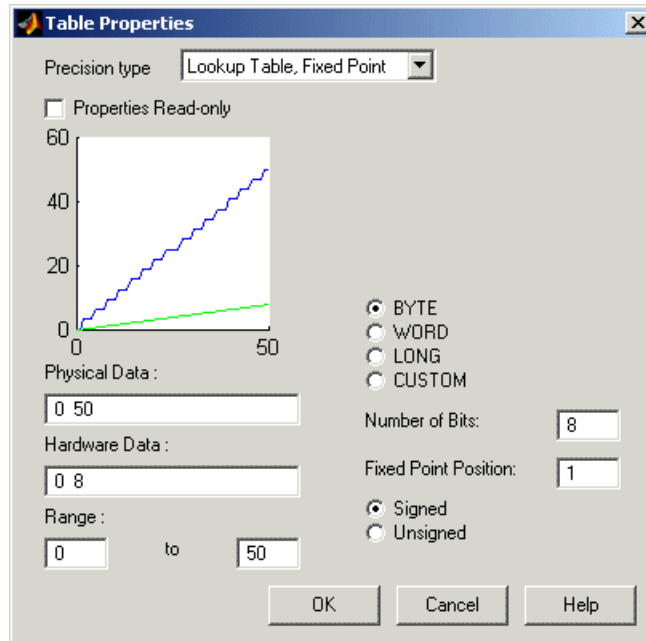 Table Properties
Precision type Lookup Table, Fixed Point
Properties Read-only
60
40
20
0
0 50
Physical Data :
0 50
Hardware Data :
0 8
Range :
0 to 50
BYTE
WORD
LONG
CUSTOM
Number of Bits: 8
Fixed Point Position: 1
Signed
Unsigned
OK Cancel Help